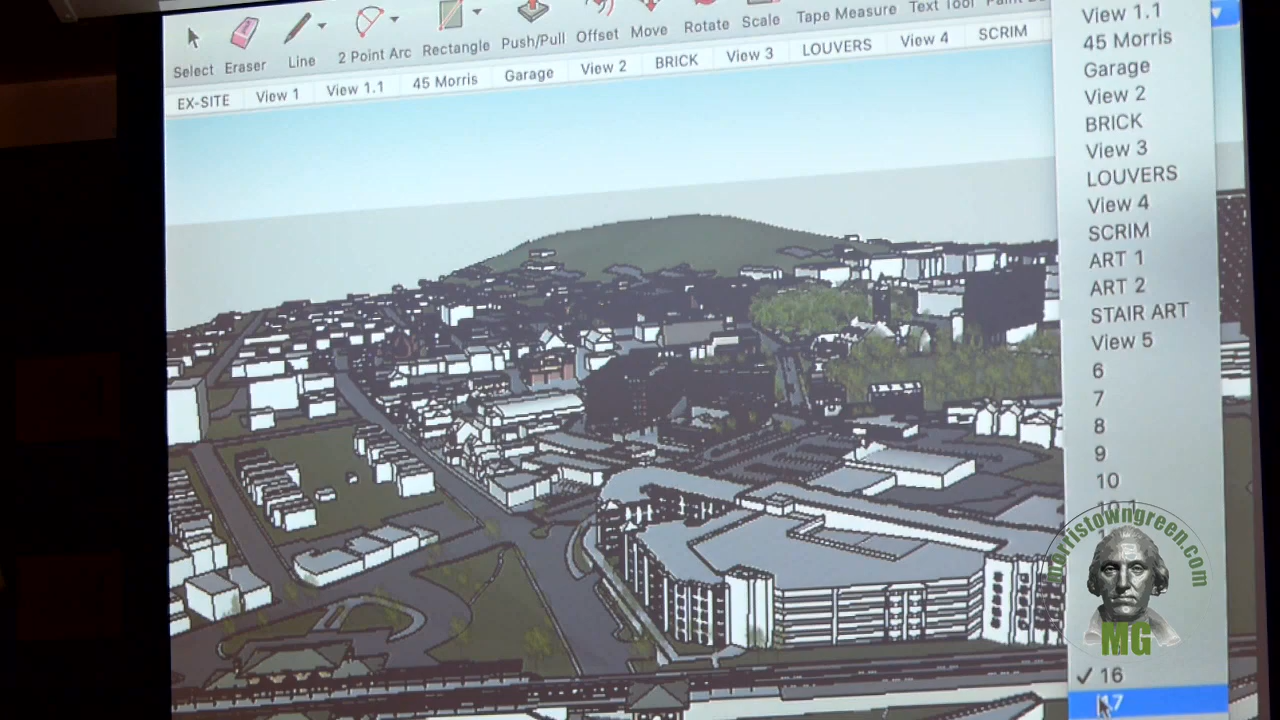 Select Eraser Line 2 Point Arc Rectangle Push/Pull Offset Move Rotate Scale Tape Measure Text Tool
EX-SITE View 1 View 1.1 45 Morris Garage View 2 BRICK View 3 LOUVERS View 4 SCRIM
View 1.1
45 Morris
Garage
View 2
BRICK
View 3
LOUVERS
View 4
SCRIM
ART 1
ART 2
STAIR ART
View 5
6
7
8
9
10
10.1
morristowngreen.com
MG
✓ 16
17